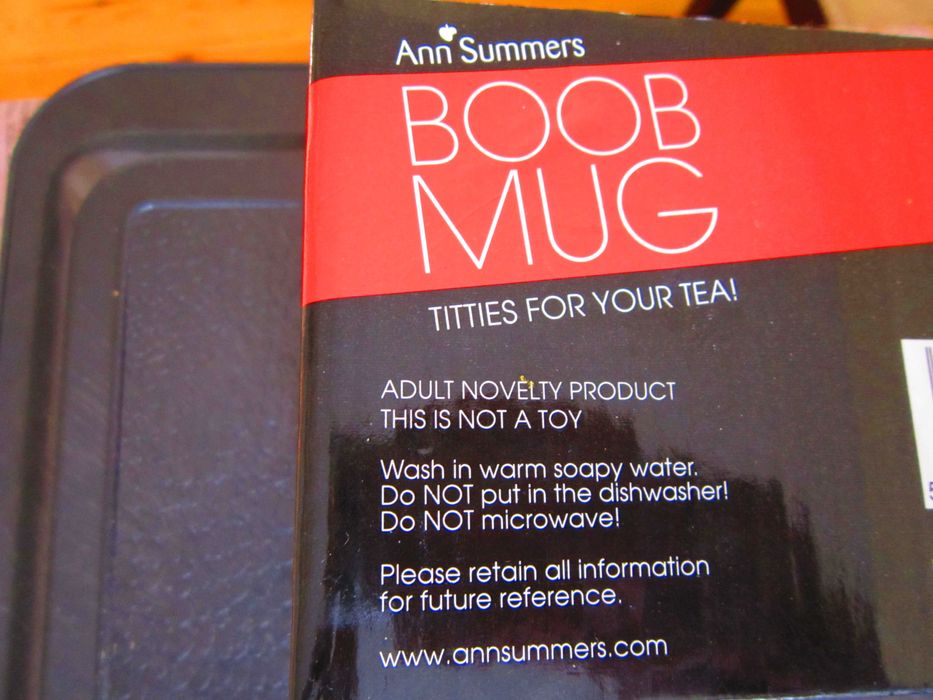 Ann Summers
BOOB
MUG
TITTIES FOR YOUR TEA!
ADULT NOVELTY PRODUCT
THIS IS NOT A TOY
Wash in warm soapy water.
Do NOT put in the dishwasher!
Do NOT microwave!
Please retain all information
for future reference.
www.annsummers.com